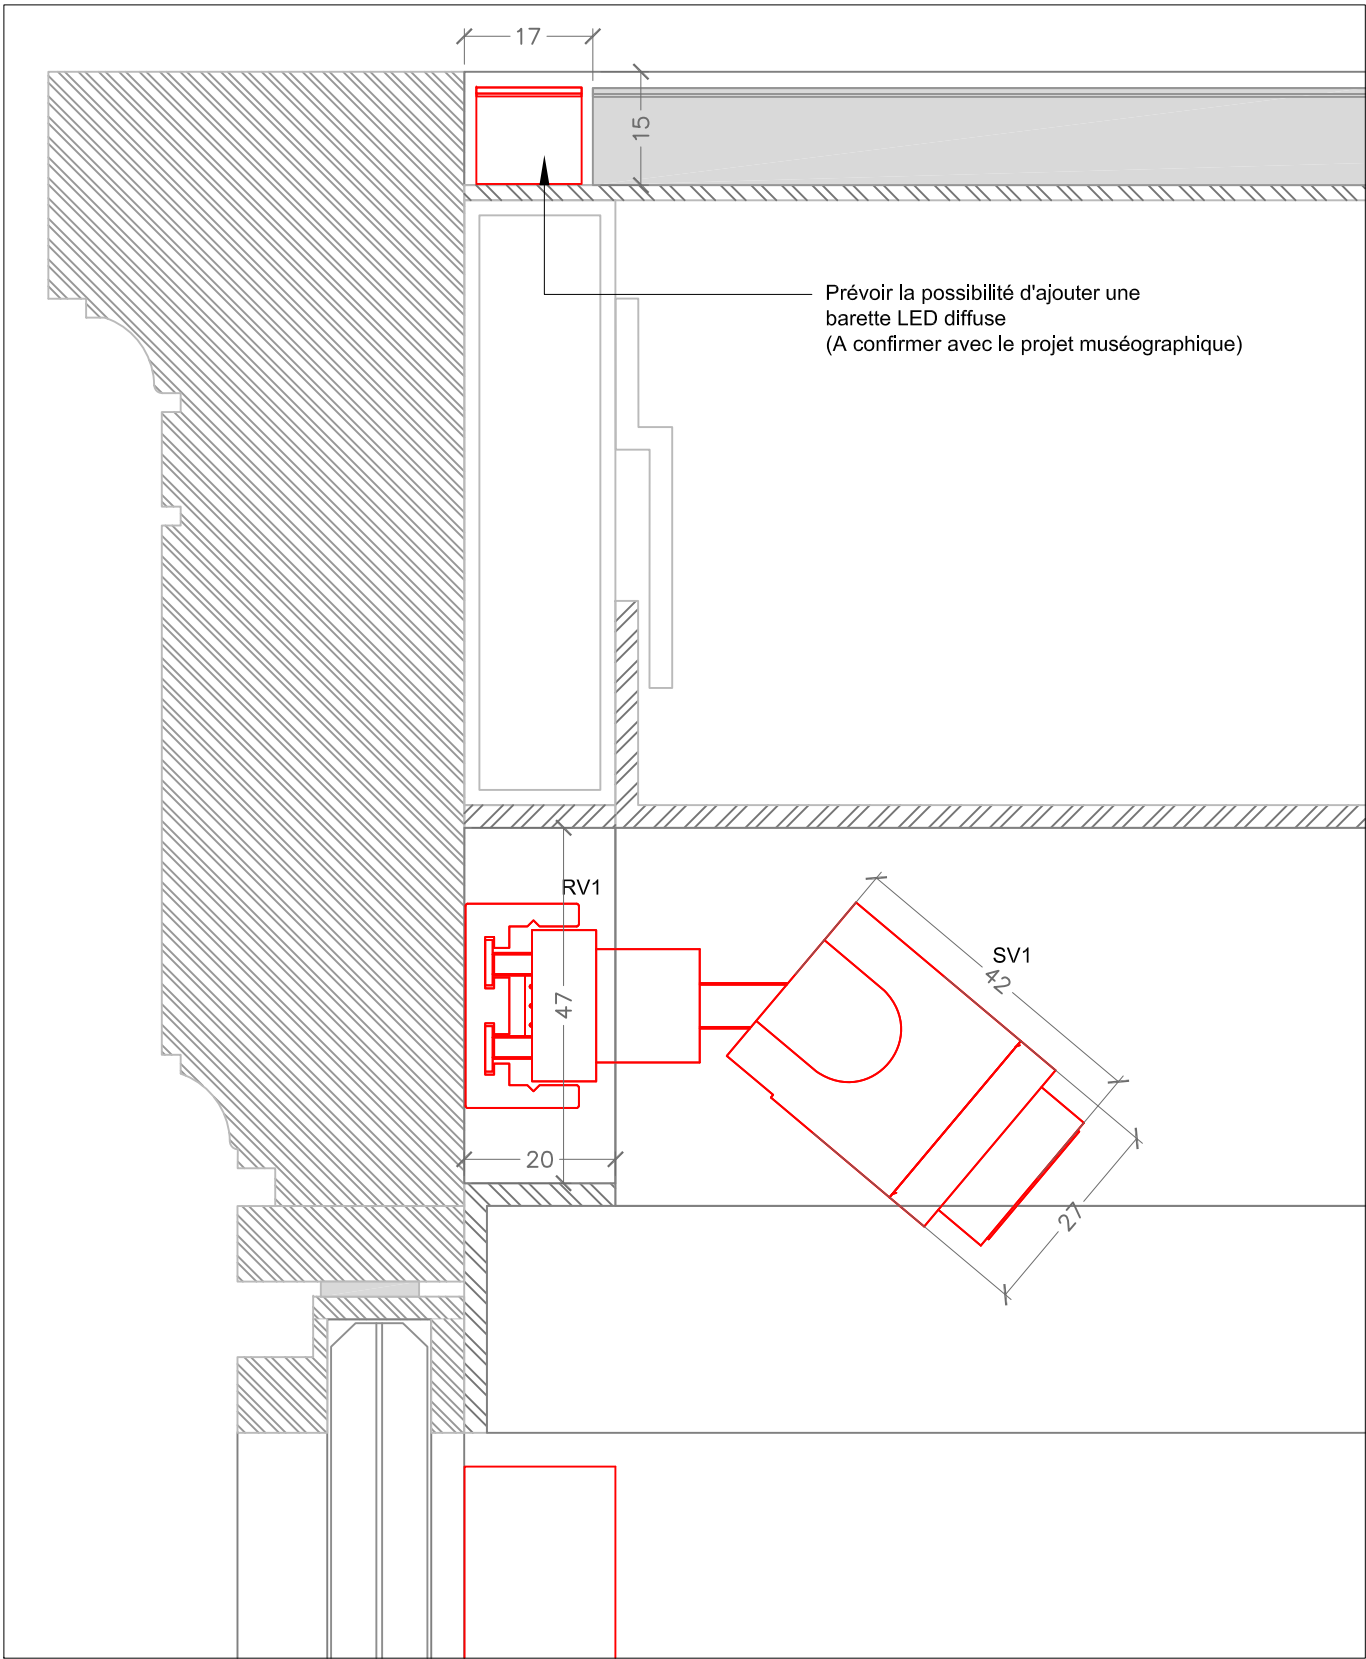 17
15
Prévoir la possibilité d'ajouter une
barette LED diffuse
(A confirmer avec le projet muséographique)
RV1
SV1
42
47
20
27